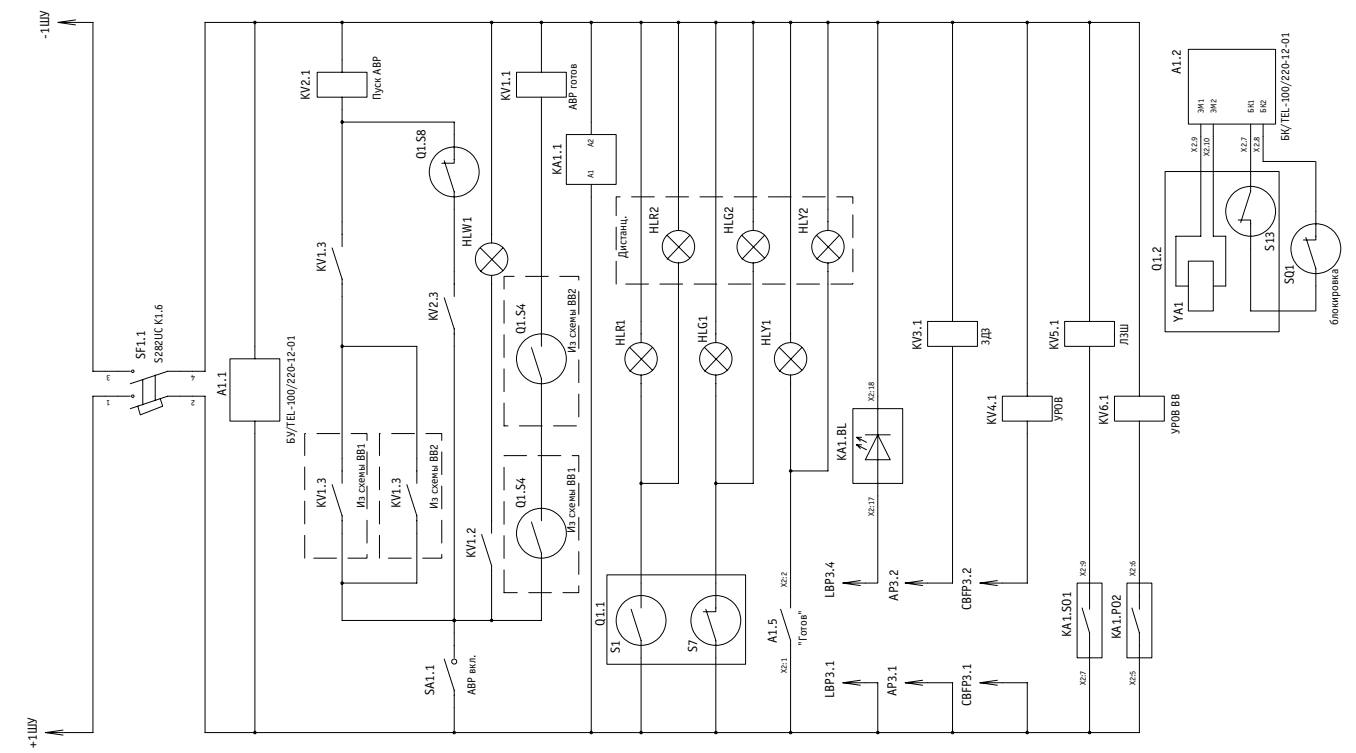 -1ШУ
+1ШУ
SF1.1
S282UC K1.6
1
3
2
4
A1.1
БУ/TEL-100/220-12-01
KV2.1
Пуск АВР
KV1.3
KV1.3
Из схемы ВВ1
KV1.3
Из схемы ВВ2
Q1.S8
KV2.3
SA1.1
АВР вкл.
HLW1
KV1.2
KV1.1
АВР готов
Q1.S4
Из схемы ВВ2
Q1.S4
Из схемы ВВ1
KA1.1
A1
A2
Дистанц.
HLR2
HLG2
HLY2
HLR1
HLG1
HLY1
Q1.1
S1
S7
A1.5
"Готов"
X2:1
X2:2
KA1.BL
X2:17
X2:18
LBP3.4
LBP3.1
KV3.1
ЗДЗ
AP3.2
AP3.1
KV4.1
УРОВ
CBFP3.2
CBFP3.1
KV5.1
ЛЗШ
KA1.SO1
X2:7
X2:9
KV6.1
УРОВ ВВ
KA1.PO2
X2:5
X2:6
A1.2
БК/TEL-100/220-12-01
ЭМ1
ЭМ2
БК1
БК2
X2.9
X2.10
X2.7
X2.8
Q1.2
YA1
S13
SQ1
блокировка